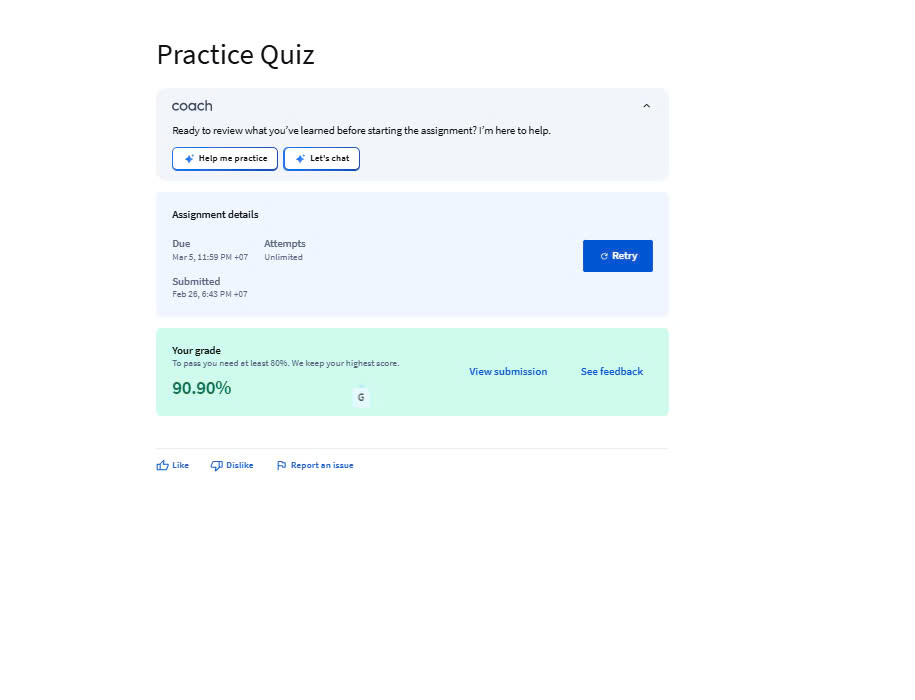 Practice Quiz
coach
Ready to review what you've learned before starting the assignment? I'm here to help.
Help me practice
Let's chat
Assignment details
Due
Attempts
Mar 5, 11:59 PM +07
Unlimited
Retry
Submitted
Feb 26, 6:43 PM +07
Your grade
To pass you need at least 80%. We keep your highest score.
View submission
See feedback
90.90%
G
Like
Dislike
Report an issue